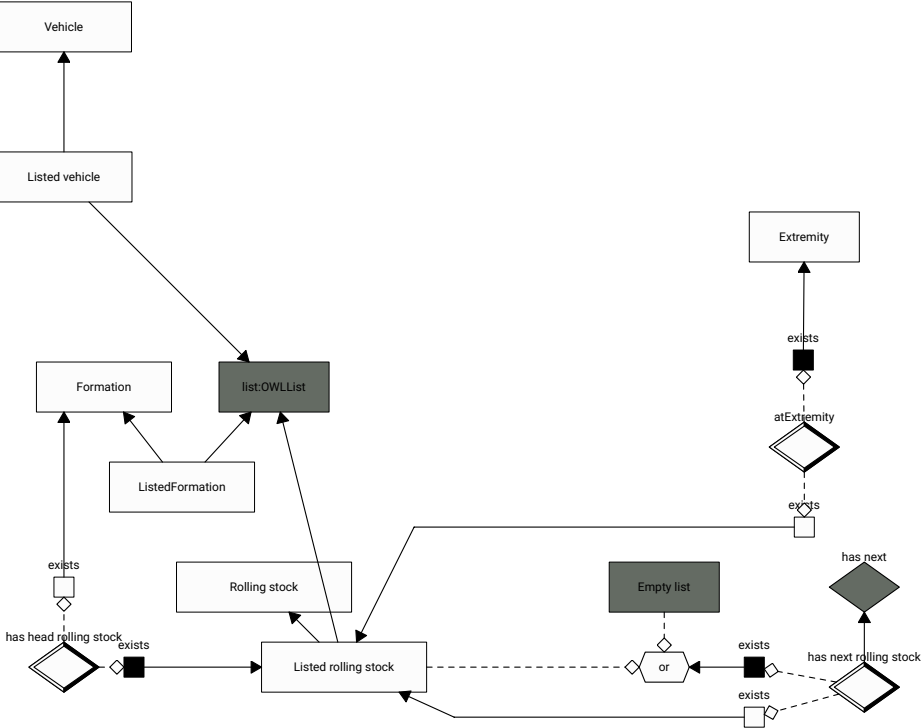 Vehicle
Listed vehicle
Extremity
exists
Formation
list:OWLList
atExtremity
ListedFormation
exists
has next
exists
Rolling stock
Empty list
has head rolling stock
exists
exists
has next rolling stock
Listed rolling stock
or
exists